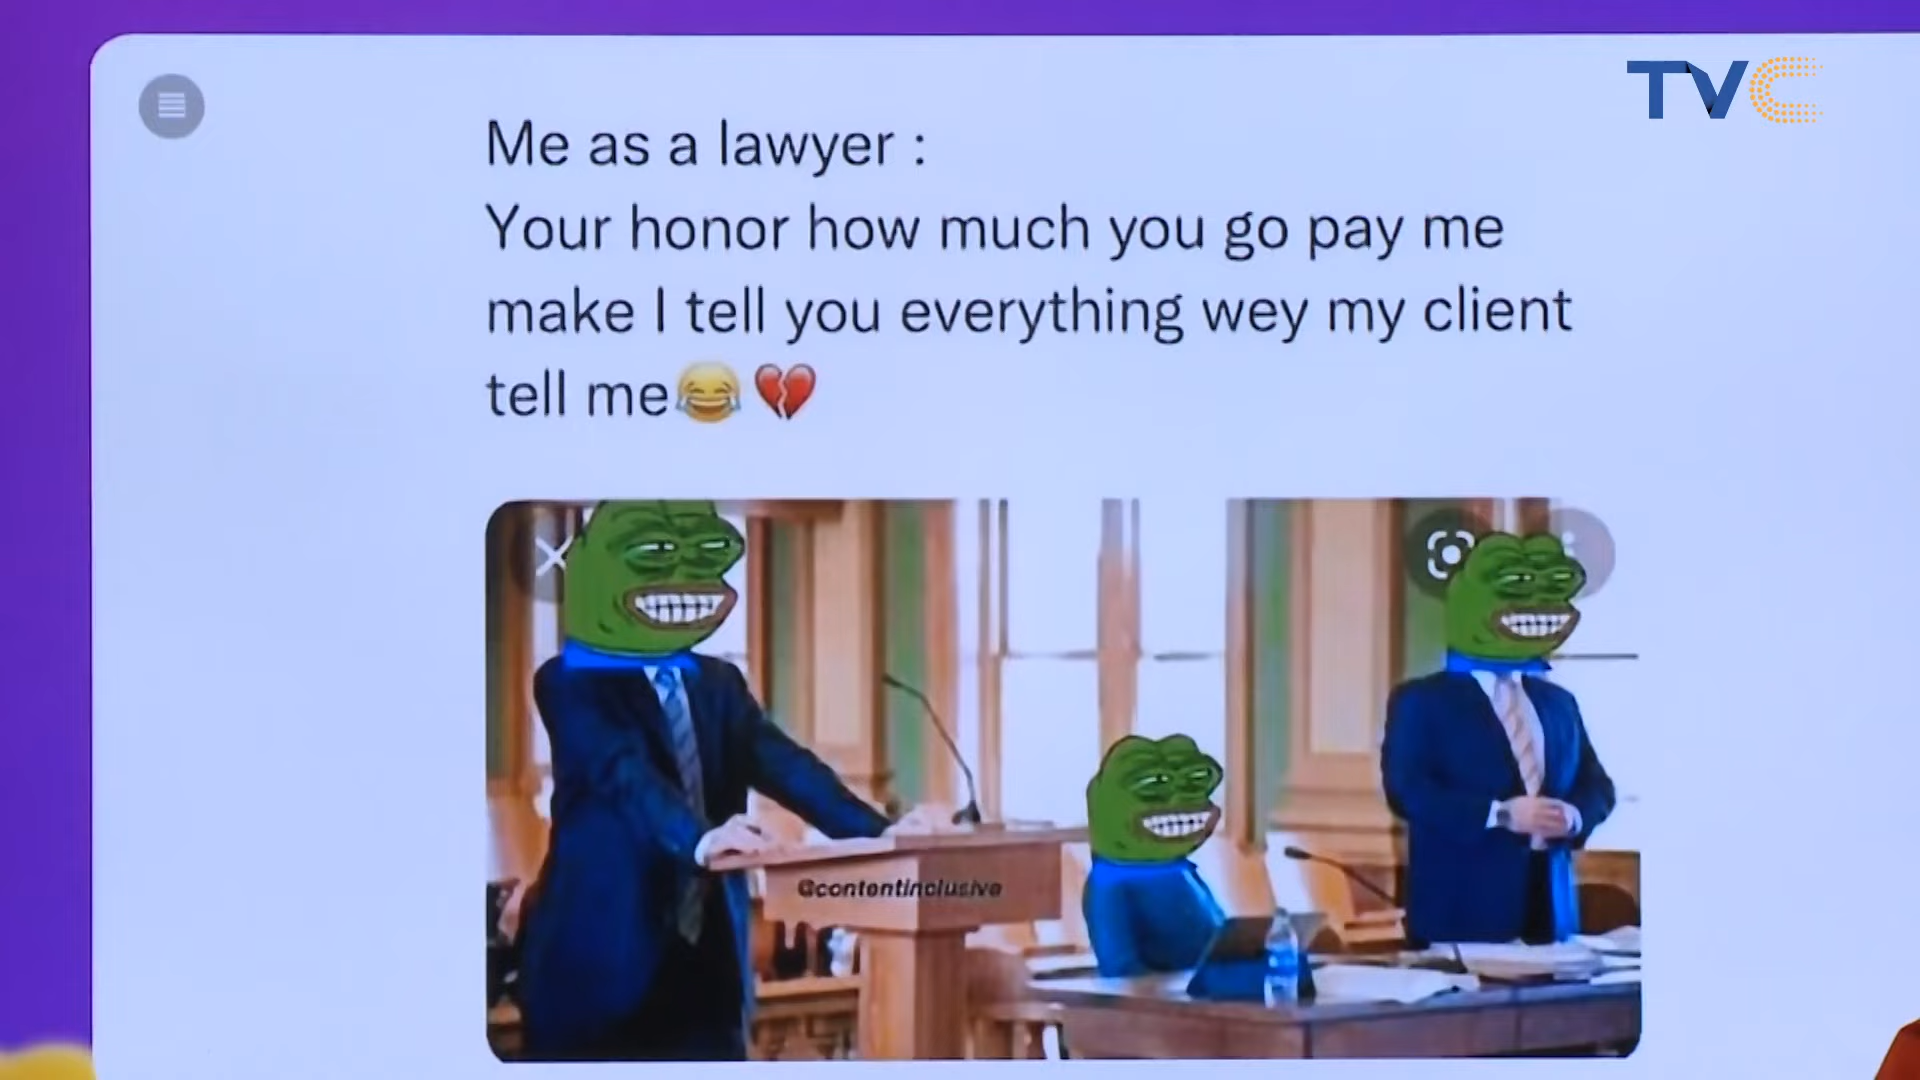 TVC
Me as a lawyer :
Your honor how much you go pay me
make I tell you everything wey my client
tell me😂💔
@contentinclusive